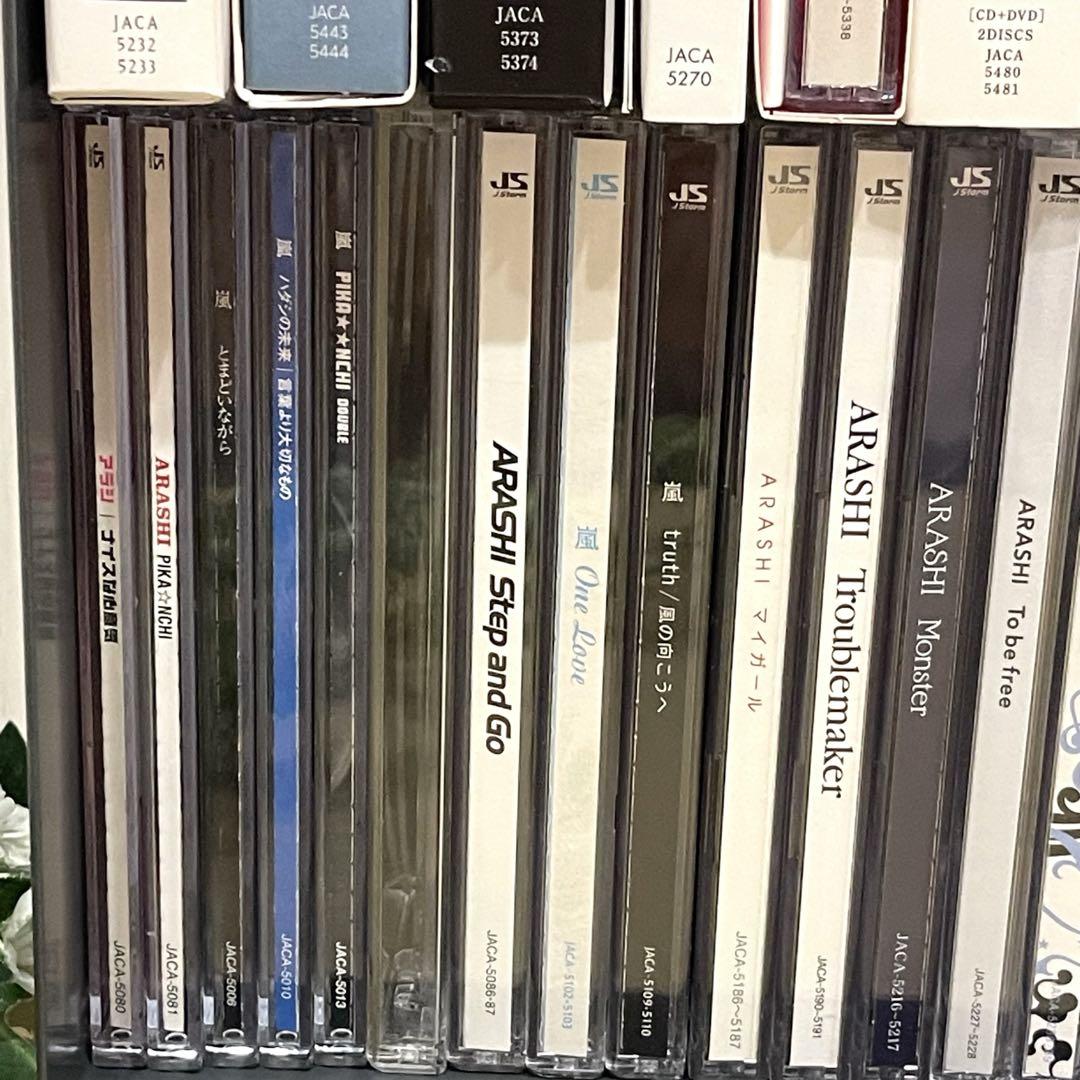 JACA
5232
5233
JACA
5443
5444
JACA
5373
5374
JACA
5270
-5338
[CD+DVD]
2DISCS
JACA
5480
5481
JS
アラシ｜ナイスな心意気
JACA-5080
JS
ARASHI PIKA☆NCHI
JACA-5081
嵐 とまどいながら
JACA-5006
嵐 ハダシの未来｜言葉より大切なもの
JACA-5010
嵐 PIKA★★NCHI DOUBLE
JACA-5013
JS
J Storm
ARASHI Step and Go
JACA-5086-87
JS
J Storm
嵐 One Love
JACA-5102・5103
JS
J Storm
嵐 truth / 風の向こうへ
JACA-5109-5110
JS
J Storm
ARASHI マイガール
JACA-5186〜5187
JS
J Storm
ARASHI Troublemaker
JACA-5190-5191
JS
J Storm
ARASHI Monster
JACA-5216-5217
JS
J Storm
ARASHI To be free
JACA-5227-5228